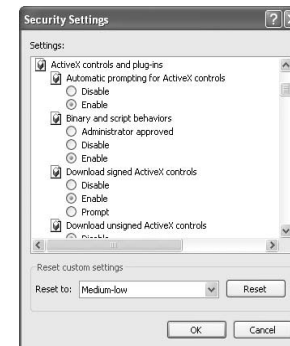 Security Settings
Settings:
ActiveX controls and plug-ins
Automatic prompting for ActiveX controls
Disable
Enable
Binary and script behaviors
Administrator approved
Disable
Enable
Download signed ActiveX controls
Disable
Enable
Prompt
Download unsigned ActiveX controls
Disable
Reset custom settings
Reset to: Medium-low Reset
OK Cancel